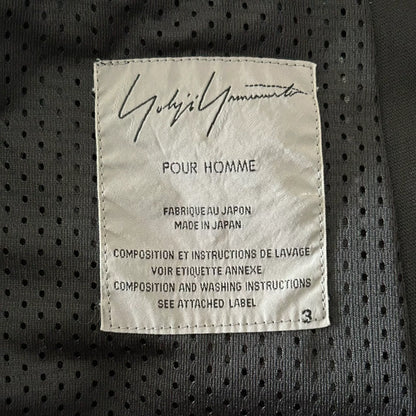 Yohji Yamamoto
POUR HOMME
FABRIQUE AU JAPON
MADE IN JAPAN
COMPOSITION ET INSTRUCTIONS DE LAVAGE
VOIR ETIQUETTE ANNEXE
COMPOSITION AND WASHING INSTRUCTIONS
SEE ATTACHED LABEL
3